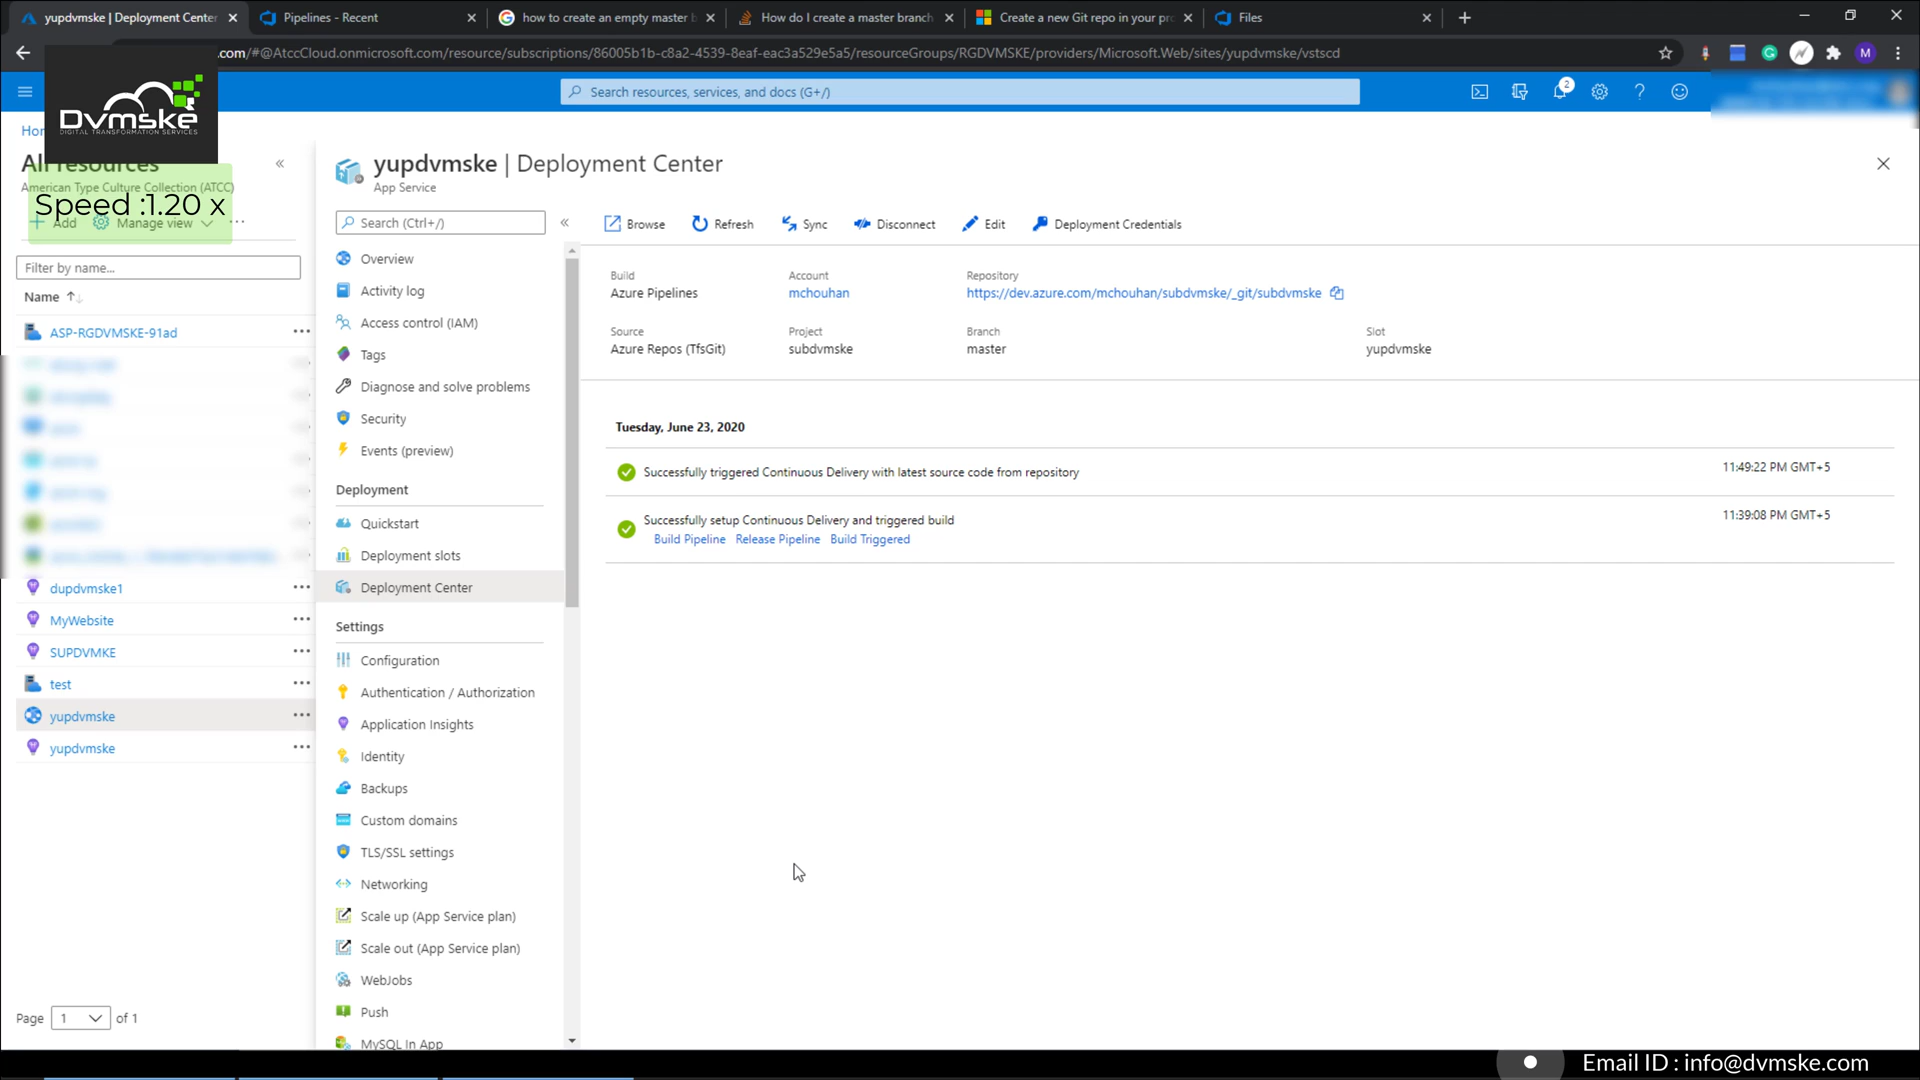 yupdvmske | Deployment Center
Pipelines - Recent
how to create an empty master b
How do I create a master branch
Create a new Git repo in your pro
Files
.com/#@AtccCloud.onmicrosoft.com/resource/subscriptions/86005b1b-c8a2-4539-8eaf-eac3a529e5a5/resourceGroups/RGDVMSKE/providers/Microsoft.Web/sites/yupdvmske/vstscd
M
Search resources, services, and docs (G+/)
2
Dvmske
DIGITAL TRANSFORMATION SERVICES
Hom
All resources
American Type Culture Collection (ATCC)
Speed :1.20 x
Add
Manage view
Filter by name...
Name
ASP-RGDVMSKE-91ad
dupdvmske1
MyWebsite
SUPDVMKE
test
yupdvmske
yupdvmske
Page 1 of 1
yupdvmske | Deployment Center
App Service
Search (Ctrl+/)
Overview
Activity log
Access control (IAM)
Tags
Diagnose and solve problems
Security
Events (preview)
Deployment
Quickstart
Deployment slots
Deployment Center
Settings
Configuration
Authentication / Authorization
Application Insights
Identity
Backups
Custom domains
TLS/SSL settings
Networking
Scale up (App Service plan)
Scale out (App Service plan)
WebJobs
Push
MySQL In App
Browse
Refresh
Sync
Disconnect
Edit
Deployment Credentials
Build
Azure Pipelines
Account
mchouhan
Repository
https://dev.azure.com/mchouhan/subdvmske/_git/subdvmske
Source
Azure Repos (TfsGit)
Project
subdvmske
Branch
master
Slot
yupdvmske
Tuesday, June 23, 2020
Successfully triggered Continuous Delivery with latest source code from repository
11:49:22 PM GMT+5
Successfully setup Continuous Delivery and triggered build
11:39:08 PM GMT+5
Build Pipeline Release Pipeline Build Triggered
Email ID : info@dvmske.com